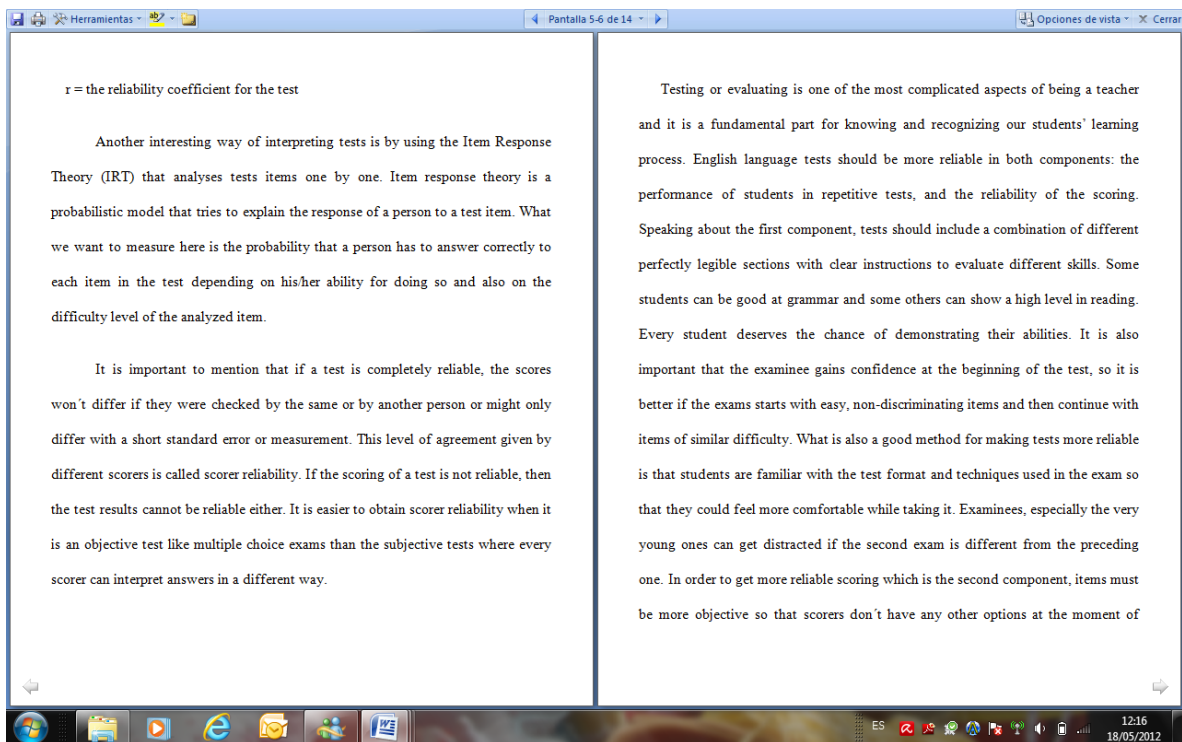 Herramientas
Pantalla 5-6 de 14
Opciones de vista
Cerrar
r = the reliability coefficient for the test
Another interesting way of interpreting tests is by using the Item Response
Theory (IRT) that analyses tests items one by one. Item response theory is a
probabilistic model that tries to explain the response of a person to a test item. What
we want to measure here is the probability that a person has to answer correctly to
each item in the test depending on his/her ability for doing so and also on the
difficulty level of the analyzed item.
It is important to mention that if a test is completely reliable, the scores
won´t differ if they were checked by the same or by another person or might only
differ with a short standard error or measurement. This level of agreement given by
different scorers is called scorer reliability. If the scoring of a test is not reliable, then
the test results cannot be reliable either. It is easier to obtain scorer reliability when it
is an objective test like multiple choice exams than the subjective tests where every
scorer can interpret answers in a different way.
Testing or evaluating is one of the most complicated aspects of being a teacher
and it is a fundamental part for knowing and recognizing our students’ learning
process. English language tests should be more reliable in both components: the
performance of students in repetitive tests, and the reliability of the scoring.
Speaking about the first component, tests should include a combination of different
perfectly legible sections with clear instructions to evaluate different skills. Some
students can be good at grammar and some others can show a high level in reading.
Every student deserves the chance of demonstrating their abilities. It is also
important that the examinee gains confidence at the beginning of the test, so it is
better if the exams starts with easy, non-discriminating items and then continue with
items of similar difficulty. What is also a good method for making tests more reliable
is that students are familiar with the test format and techniques used in the exam so
that they could feel more comfortable while taking it. Examinees, especially the very
young ones can get distracted if the second exam is different from the preceding
one. In order to get more reliable scoring which is the second component, items must
be more objective so that scorers don´t have any other options at the moment of
ES
12:16
18/05/2012